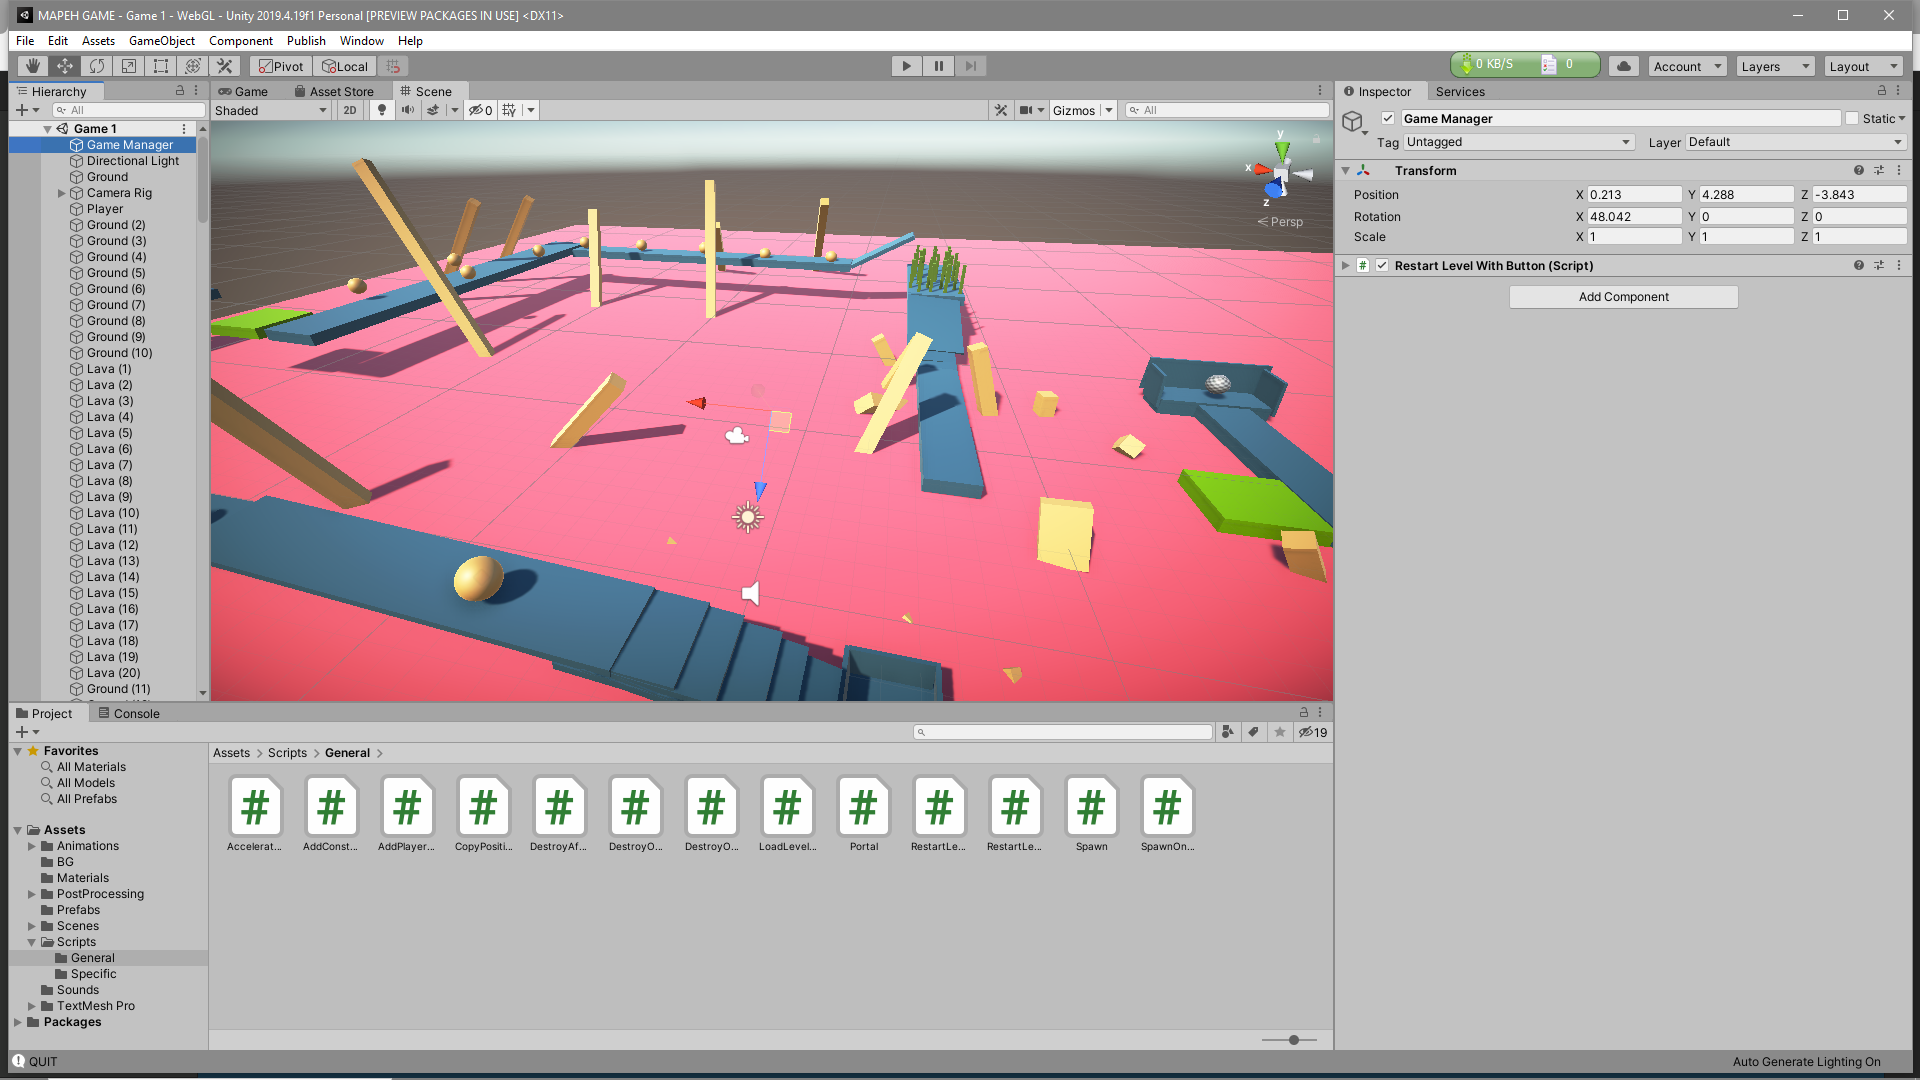 MAPEH GAME - Game 1 - WebGL - Unity 2019.4.19f1 Personal [PREVIEW PACKAGES IN USE] <DX11>
File Edit Assets GameObject Component Publish Window Help
Pivot Local 0 KB/S 0 Account Layers Layout
Hierarchy
All
Game 1
Game Manager
Directional Light
Ground
Camera Rig
Player
Ground (2)
Ground (3)
Ground (4)
Ground (5)
Ground (6)
Ground (7)
Ground (8)
Ground (9)
Ground (10)
Lava (1)
Lava (2)
Lava (3)
Lava (4)
Lava (5)
Lava (6)
Lava (7)
Lava (8)
Lava (9)
Lava (10)
Lava (11)
Lava (12)
Lava (13)
Lava (14)
Lava (15)
Lava (16)
Lava (17)
Lava (18)
Lava (19)
Lava (20)
Ground (11)
Game Asset Store Scene
Shaded 2D 0 Gizmos All
y
x
z
Persp
Inspector Services
Game Manager Static
Tag Untagged Layer Default
Transform
Position X 0.213 Y 4.288 Z -3.843
Rotation X 48.042 Y 0 Z 0
Scale X 1 Y 1 Z 1
# Restart Level With Button (Script)
Add Component
Project Console
19
Favorites
All Materials
All Models
All Prefabs
Assets
Animations
BG
Materials
PostProcessing
Prefabs
Scenes
Scripts
General
Specific
Sounds
TextMesh Pro
Packages
Assets > Scripts > General >
# # # # # # # # # # # # #
Accelerat... AddConst... AddPlayer... CopyPositi... DestroyAf... DestroyO... DestroyO... LoadLevel... Portal RestartLe... RestartLe... Spawn SpawnOn...
QUIT
Auto Generate Lighting On